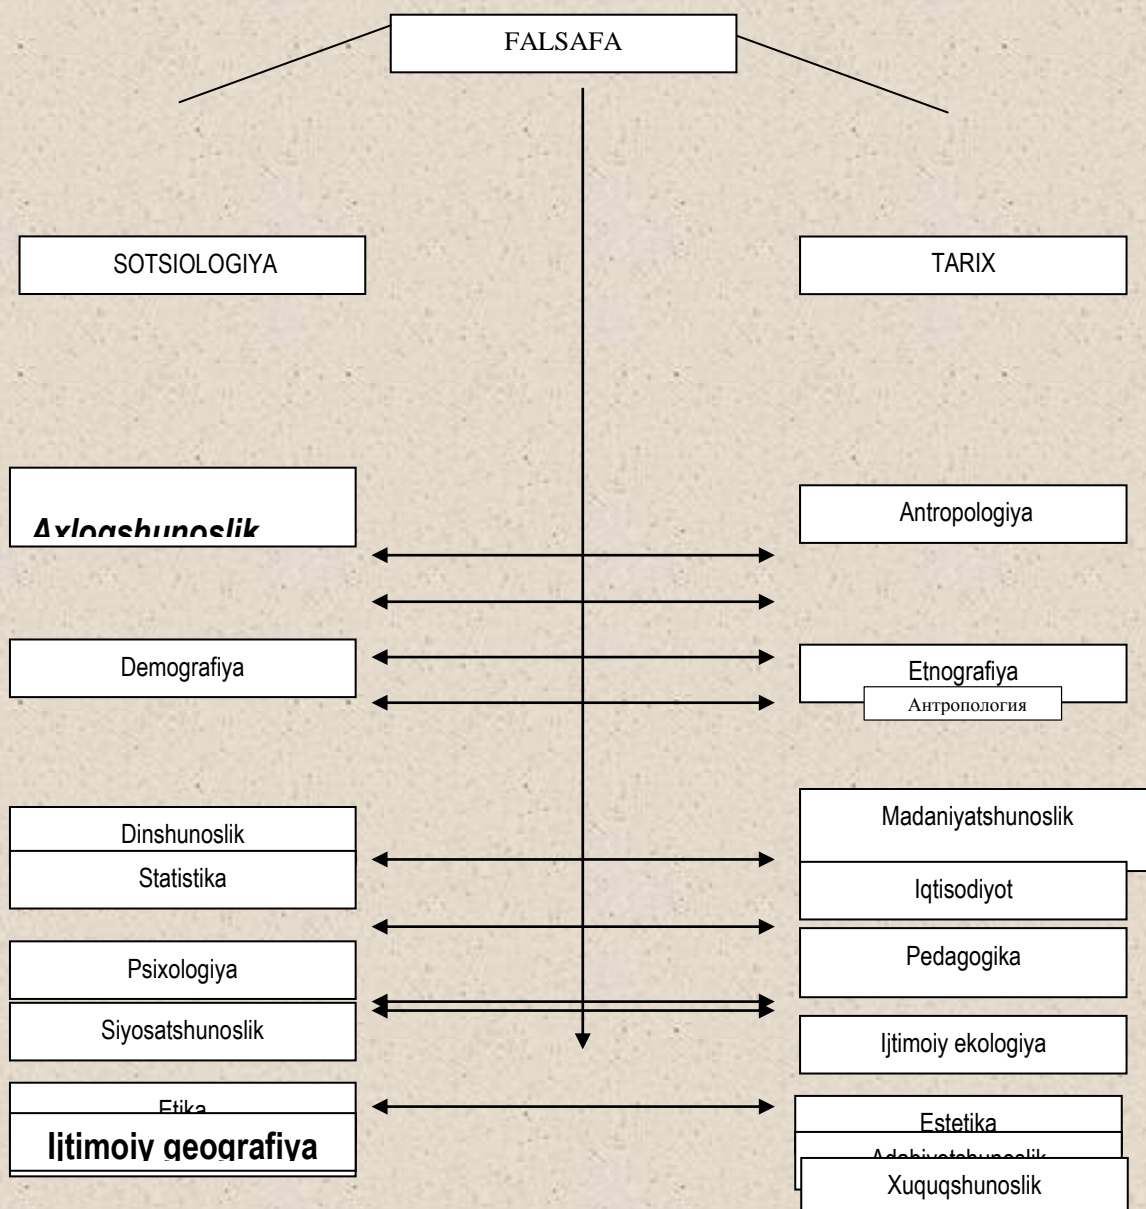 FALSAFA
SOTSIOLOGIYA
TARIX
Axloqshunoslik
Antropologiya
Demografiya
Etnografiya
Антропология
Dinshunoslik
Madaniyatshunoslik
Statistika
Iqtisodiyot
Psixologiya
Pedagogika
Siyosatshunoslik
Ijtimoiy ekologiya
Etika
Estetika
Ijtimoiy geografiya
Adabiyotshunoslik
Xuquqshunoslik